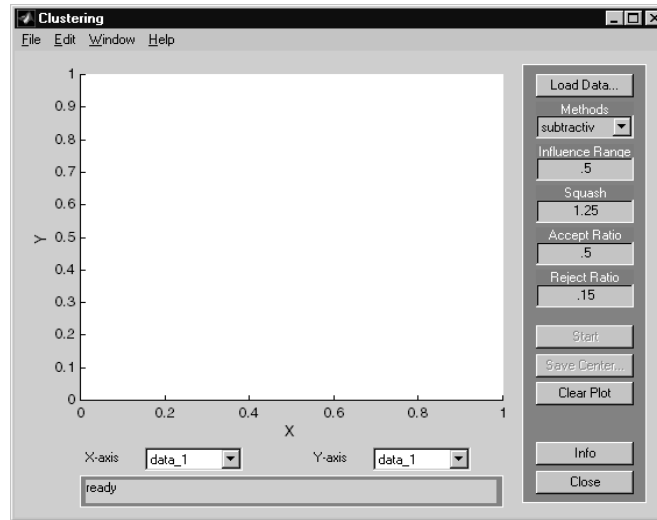 Clustering
File Edit Window Help
1
0.9
0.8
0.7
0.6
0.5
0.4
0.3
0.2
0.1
0
Y
0 0.2 0.4 0.6 0.8 1
X
X-axis data_1 Y-axis data_1
ready
Load Data...
Methods
subtractiv
Influence Range
.5
Squash
1.25
Accept Ratio
.5
Reject Ratio
.15
Start
Save Center...
Clear Plot
Info
Close